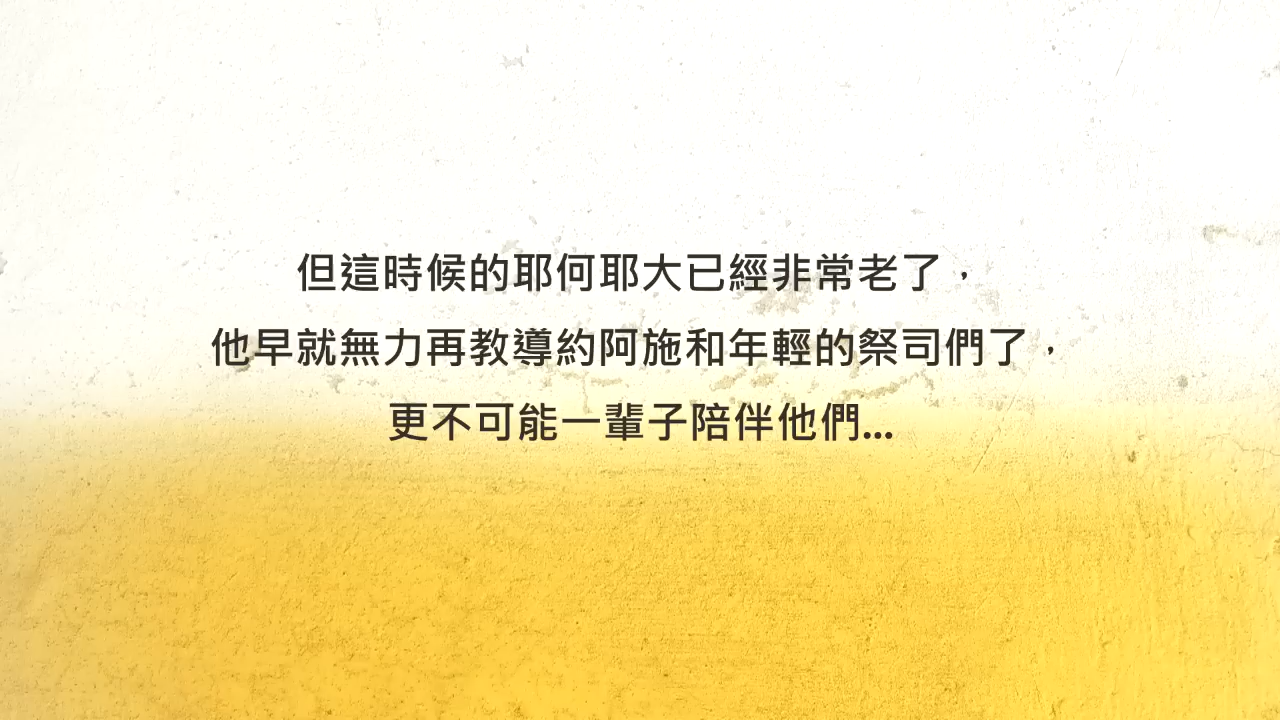 但這時候的耶何耶大已經非常老了，
他早就無力再教導約阿施和年輕的祭司們了，
更不可能一輩子陪伴他們...